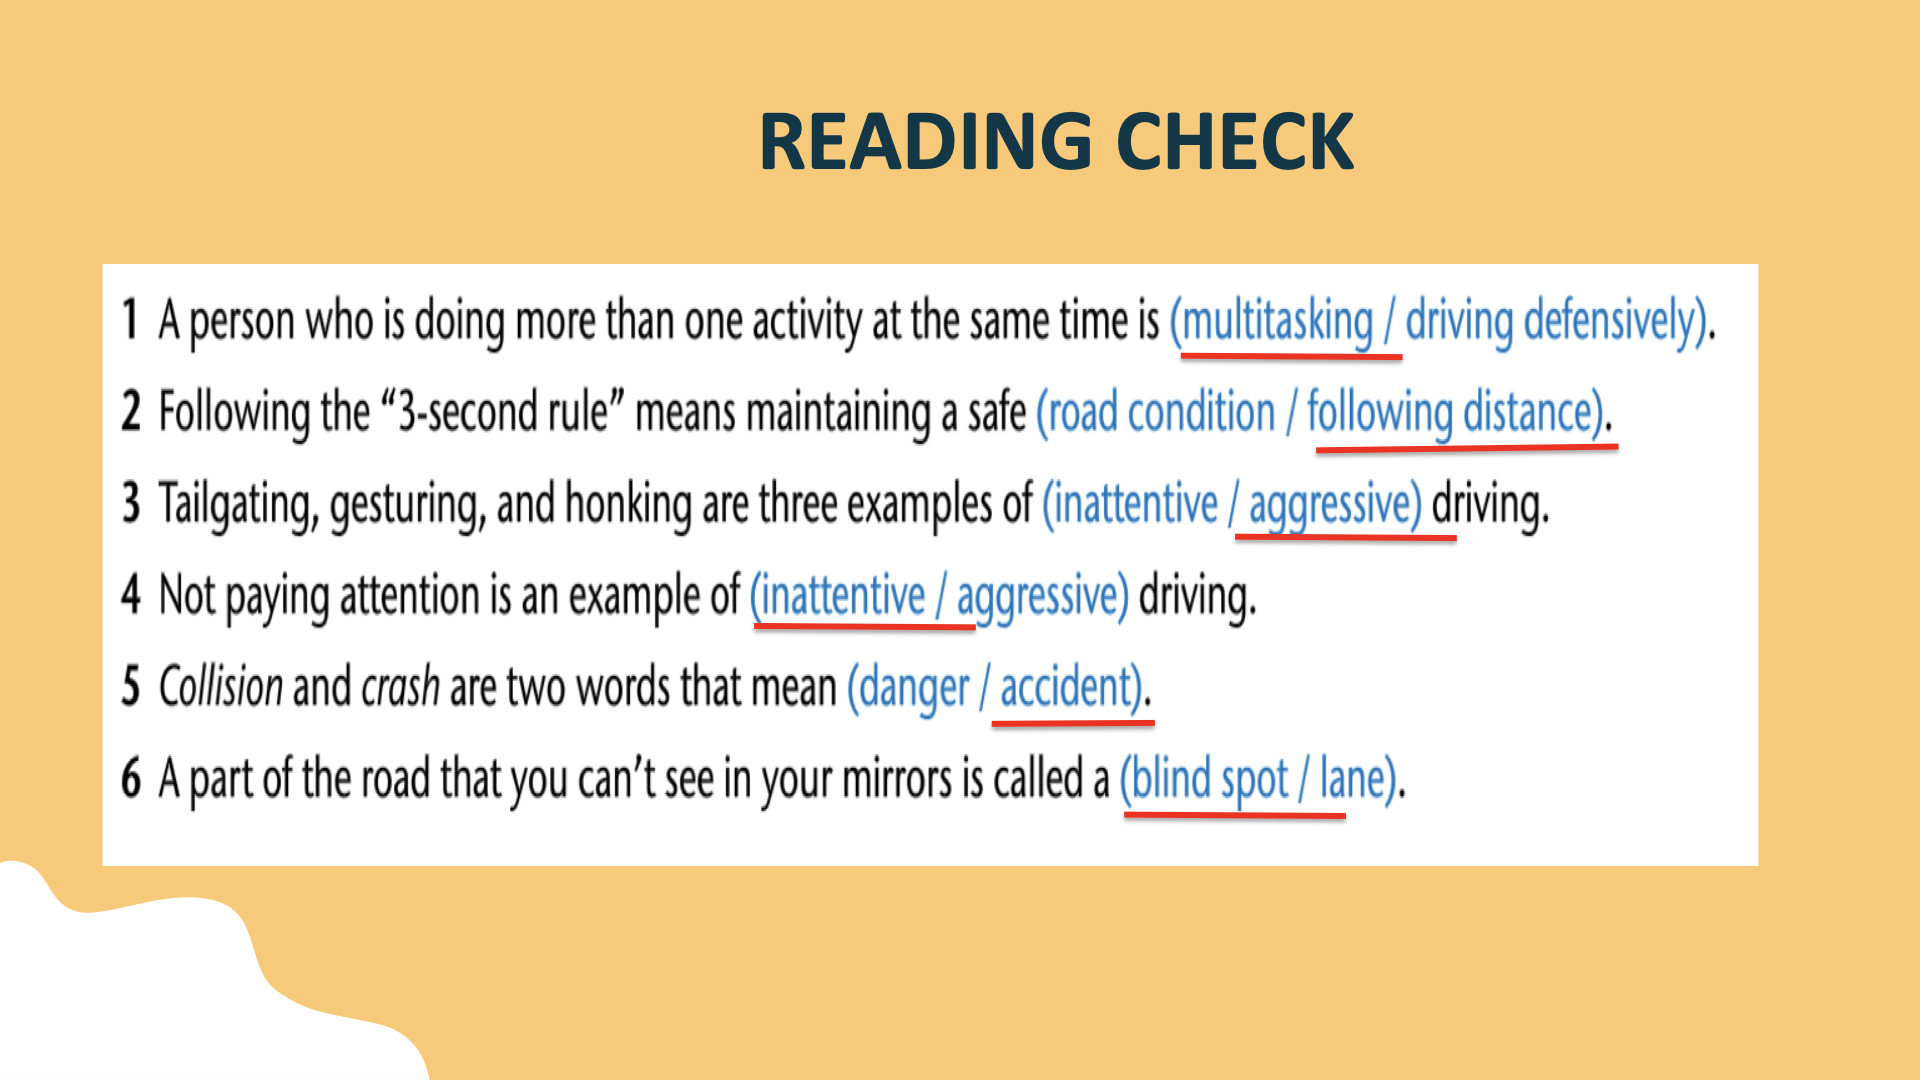 READING CHECK
1 A person who is doing more than one activity at the same time is (multitasking / driving defensively).
2 Following the “3-second rule” means maintaining a safe (road condition / following distance).
3 Tailgating, gesturing, and honking are three examples of (inattentive / aggressive) driving.
4 Not paying attention is an example of (inattentive / aggressive) driving.
5 Collision and crash are two words that mean (danger / accident).
6 A part of the road that you can’t see in your mirrors is called a (blind spot / lane).